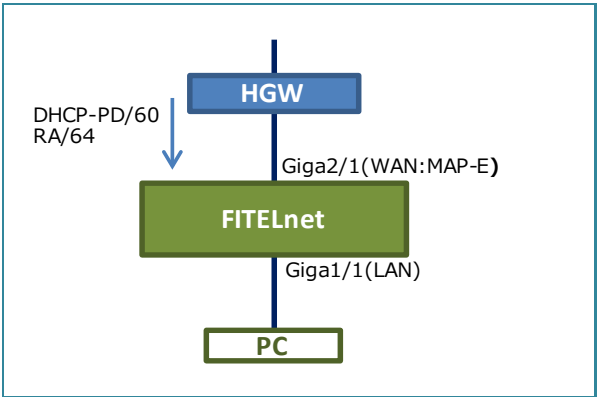 HGW
DHCP-PD/60
RA/64
Giga2/1(WAN:MAP-E)
FITELnet
Giga1/1(LAN)
PC